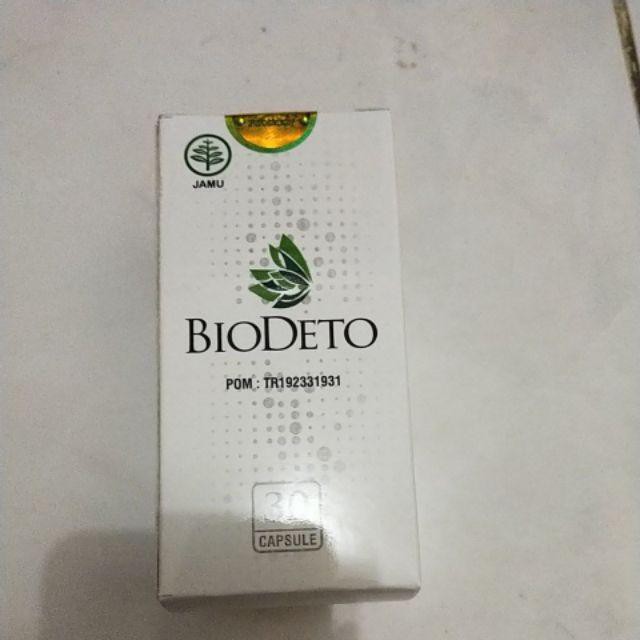 JAMU
BIODETO
POM : TR192331931
30
CAPSULE